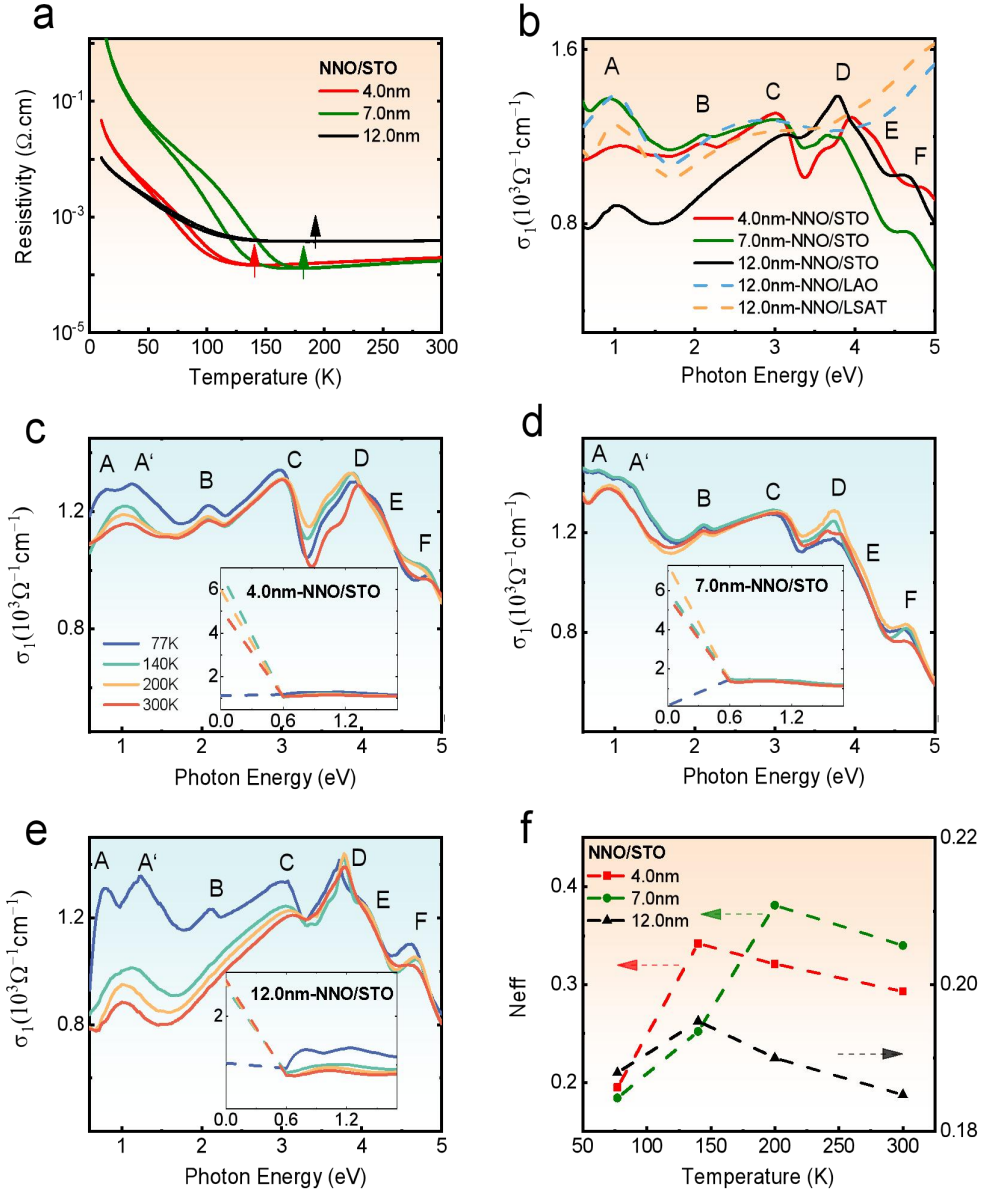 a
NNO/STO
4.0nm
7.0nm
12.0nm
10⁻¹
10⁻³
10⁻⁵
Resistivity (Ω.cm)
0 50 100 150 200 250 300
Temperature (K)
b
A
B
C
D
E
F
4.0nm-NNO/STO
7.0nm-NNO/STO
12.0nm-NNO/STO
12.0nm-NNO/LAO
12.0nm-NNO/LSAT
1.6
0.8
σ₁(10³Ω⁻¹cm⁻¹)
1 2 3 4 5
Photon Energy (eV)
c
A A‘ B C D E F
1.2
0.8
σ₁(10³Ω⁻¹cm⁻¹)
77K
140K
200K
300K
4.0nm-NNO/STO
6
4
2
0.0 0.6 1.2
1 2 3 4 5
Photon Energy (eV)
d
A A‘ B C D E F
1.2
0.8
σ₁(10³Ω⁻¹cm⁻¹)
7.0nm-NNO/STO
6
4
2
0.0 0.6 1.2
1 2 3 4 5
Photon Energy (eV)
e
A A‘ B C D E F
1.2
0.8
σ₁(10³Ω⁻¹cm⁻¹)
12.0nm-NNO/STO
2
0.0 0.6 1.2
1 2 3 4 5
Photon Energy (eV)
f
NNO/STO
4.0nm
7.0nm
12.0nm
0.4
0.3
0.2
Neff
0.22
0.20
0.18
50 100 150 200 250 300
Temperature (K)